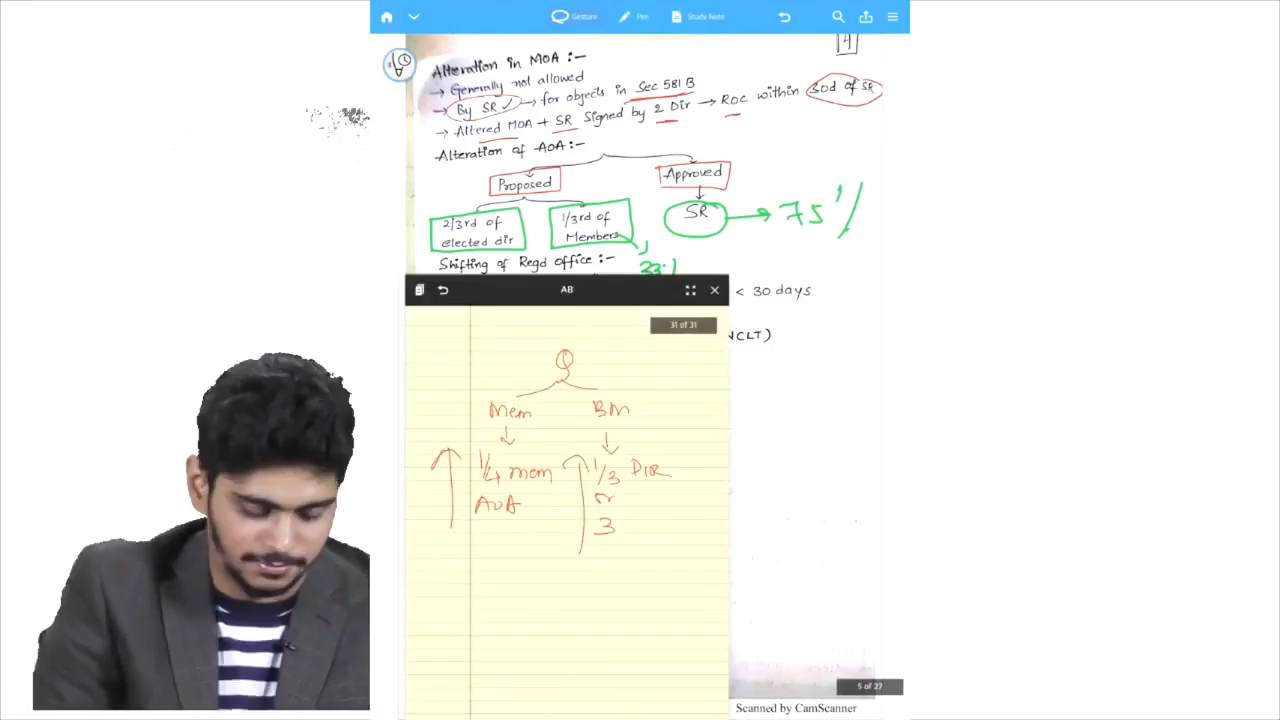 Gesture Pen Study Note
4
Alteration in MOA :-
→ Generally not allowed
→ By SR ✓ → for objects in Sec 581 B
→ Altered MOA + SR Signed by 2 Dir → ROC within 30d of SR
Alteration of AOA :-
Proposed Approved
2/3rd of elected dir
1/3rd of Members
SR → 75 %
Shifting of Regd office :-
33.1
AB
< 30 days
31 of 31
NCLT)
Q
Mem BM
1/4 mem 1/3 DIR
AOA or
3
5 of 27
Scanned by CamScanner